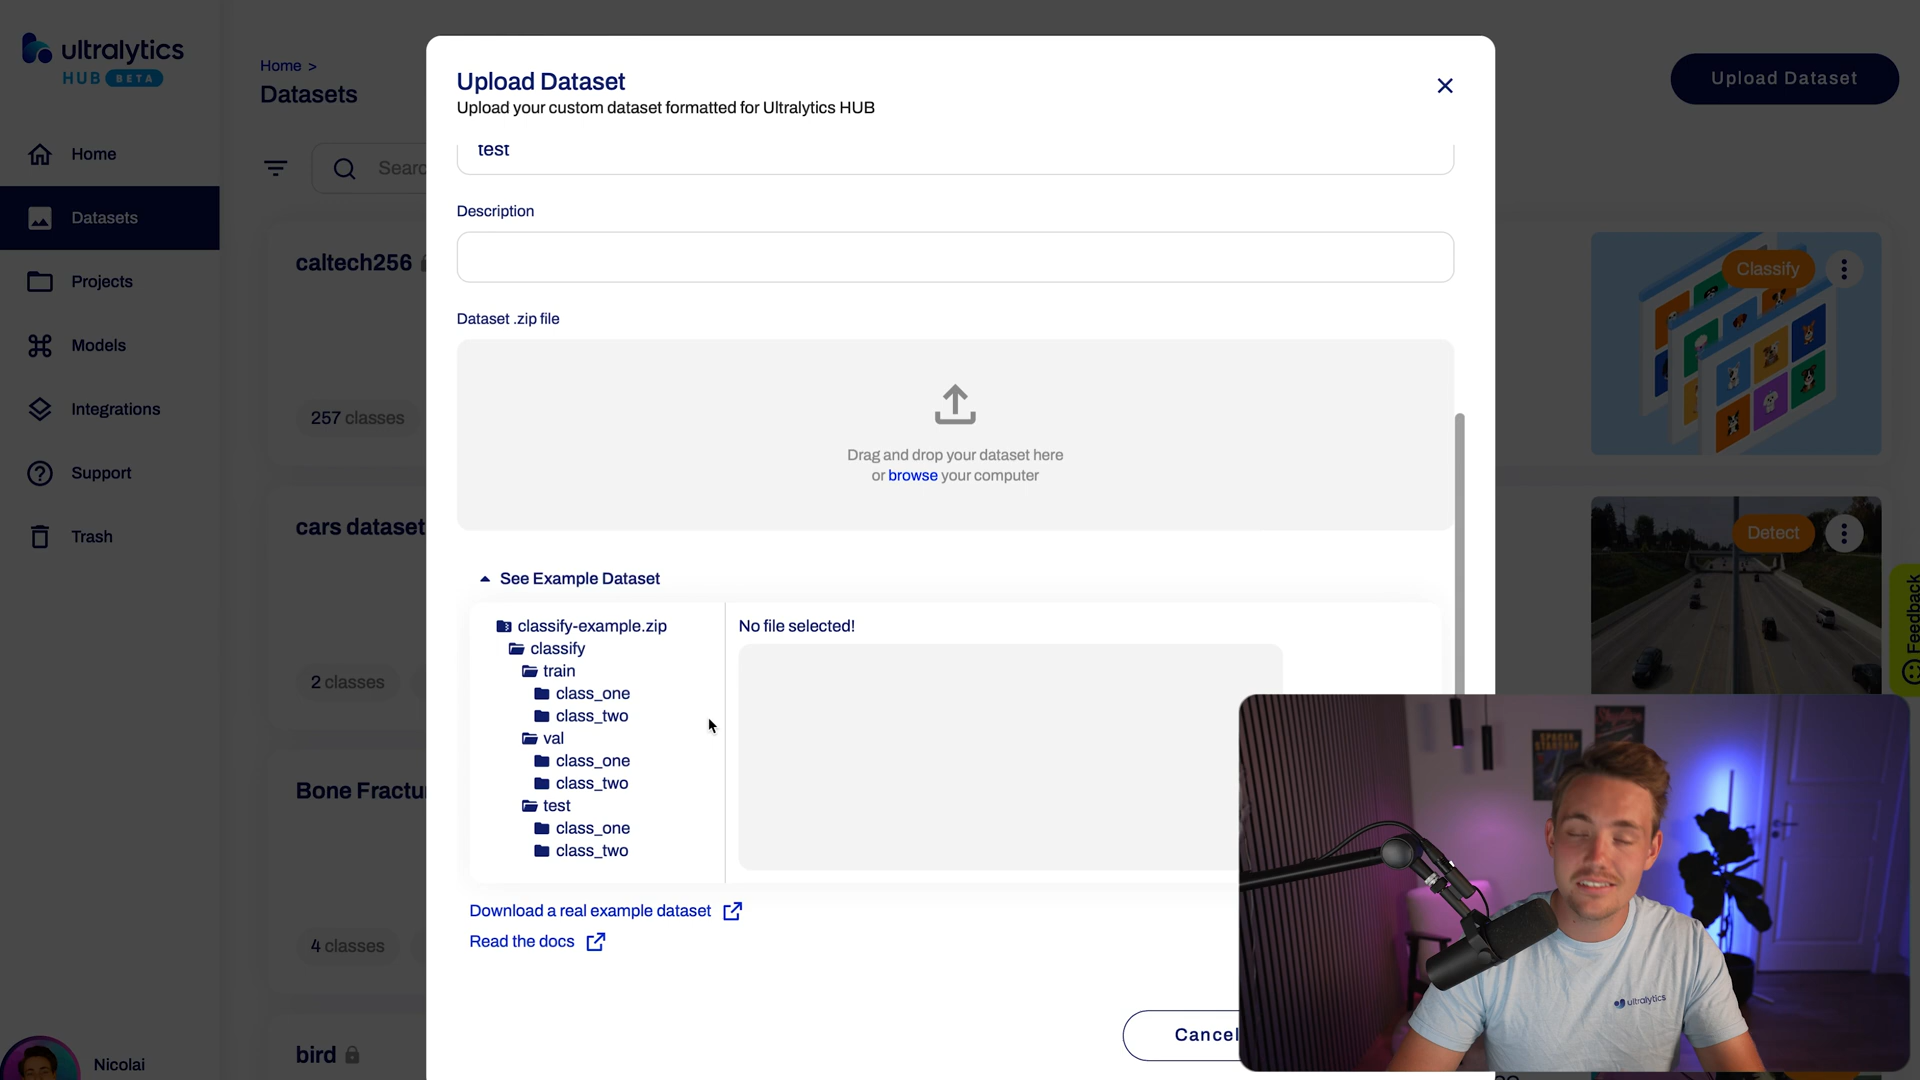 ultralytics
HUB BETA
Home >
Datasets
Upload Dataset
Home
Datasets
Projects
Models
Integrations
Support
Trash
Nicolai
Sear
caltech256
257 classes
cars dataset
2 classes
Bone Fractu
4 classes
bird
Upload Dataset
Upload your custom dataset formatted for Ultralytics HUB
test
Description
Dataset .zip file
Drag and drop your dataset here
or browse your computer
See Example Dataset
classify-example.zip
classify
train
class_one
class_two
val
class_one
class_two
test
class_one
class_two
No file selected!
Download a real example dataset
Read the docs
Cancel
Classify
Detect
Feedback
ultralytics